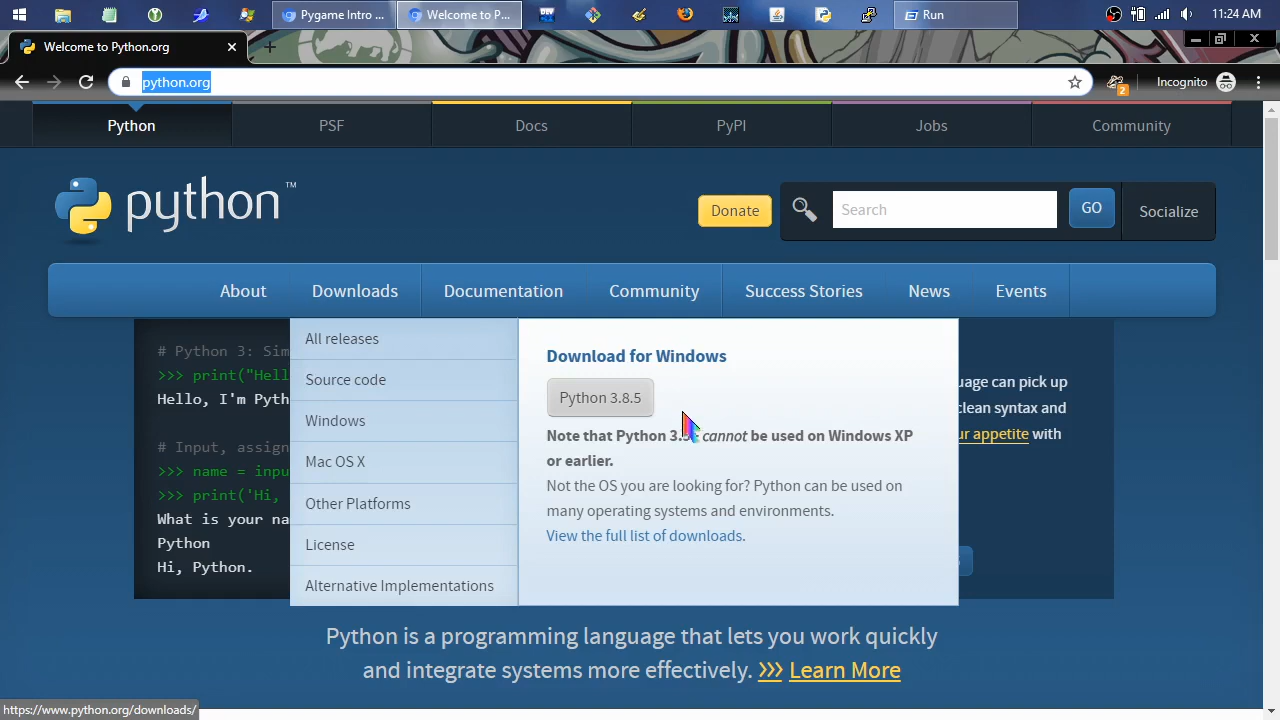 Pygame Intro ...
Welcome to P...
Run
11:24 AM
Welcome to Python.org
python.org
2
Incognito
Python
PSF
Docs
PyPI
Jobs
Community
python™
Donate
Search
GO
Socialize
About
Downloads
Documentation
Community
Success Stories
News
Events
# Python 3: Sim
>>> print("Hell
Hello, I'm Pyth
# Input, assign
>>> name = inpu
>>> print('Hi,
What is your na
Python
Hi, Python.
All releases
Source code
Windows
Mac OS X
Other Platforms
License
Alternative Implementations
Download for Windows
Python 3.8.5
Note that Python cannot be used on Windows XP
or earlier.
Not the OS you are looking for? Python can be used on
many operating systems and environments.
View the full list of downloads.
uage can pick up
clean syntax and
ur appetite with
Python is a programming language that lets you work quickly
and integrate systems more effectively. >>> Learn More
https://www.python.org/downloads/